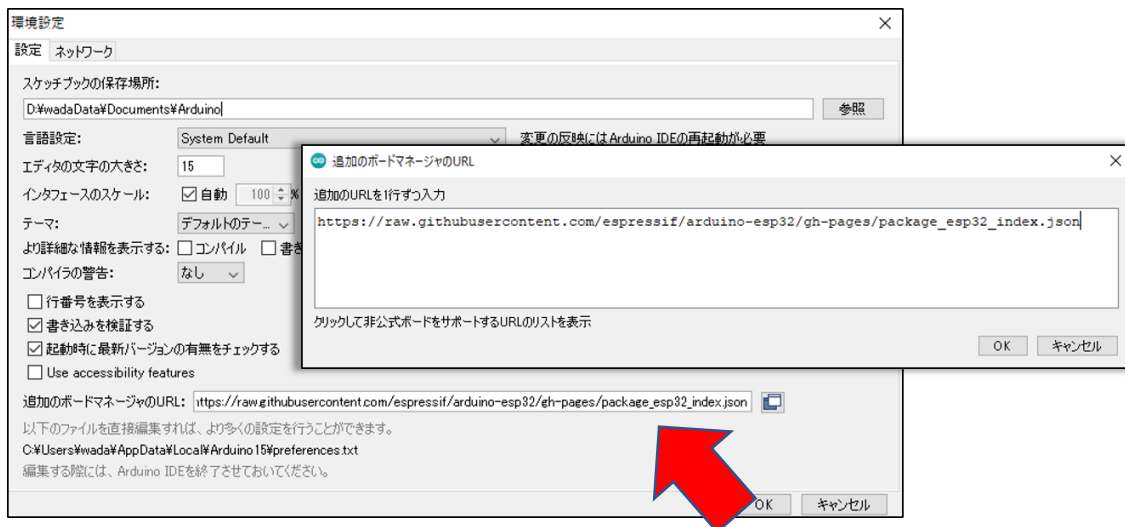 環境設定
設定 ネットワーク
スケッチブックの保存場所:
D:¥wadaData¥Documents¥Arduino
参照
言語設定: System Default 変更の反映にはArduino IDEの再起動が必要
エディタの文字の大きさ: 15
インタフェースのスケール: 自動 100 %
テーマ: デフォルトのテー...
より詳細な情報を表示する: コンパイル 書き
コンパイラの警告: なし
行番号を表示する
書き込みを検証する
起動時に最新バージョンの有無をチェックする
Use accessibility features
追加のボードマネージャのURL: ttps://raw.githubusercontent.com/espressif/arduino-esp32/gh-pages/package_esp32_index.json
以下のファイルを直接編集すれば、より多くの設定を行うことができます。
C:¥Users¥wada¥AppData¥Local¥Arduino15¥preferences.txt
編集する際には、Arduino IDEを終了させておいてください。
OK キャンセル
追加のボードマネージャのURL
追加のURLを1行ずつ入力
https://raw.githubusercontent.com/espressif/arduino-esp32/gh-pages/package_esp32_index.json
クリックして非公式ボードをサポートするURLのリストを表示
OK キャンセル